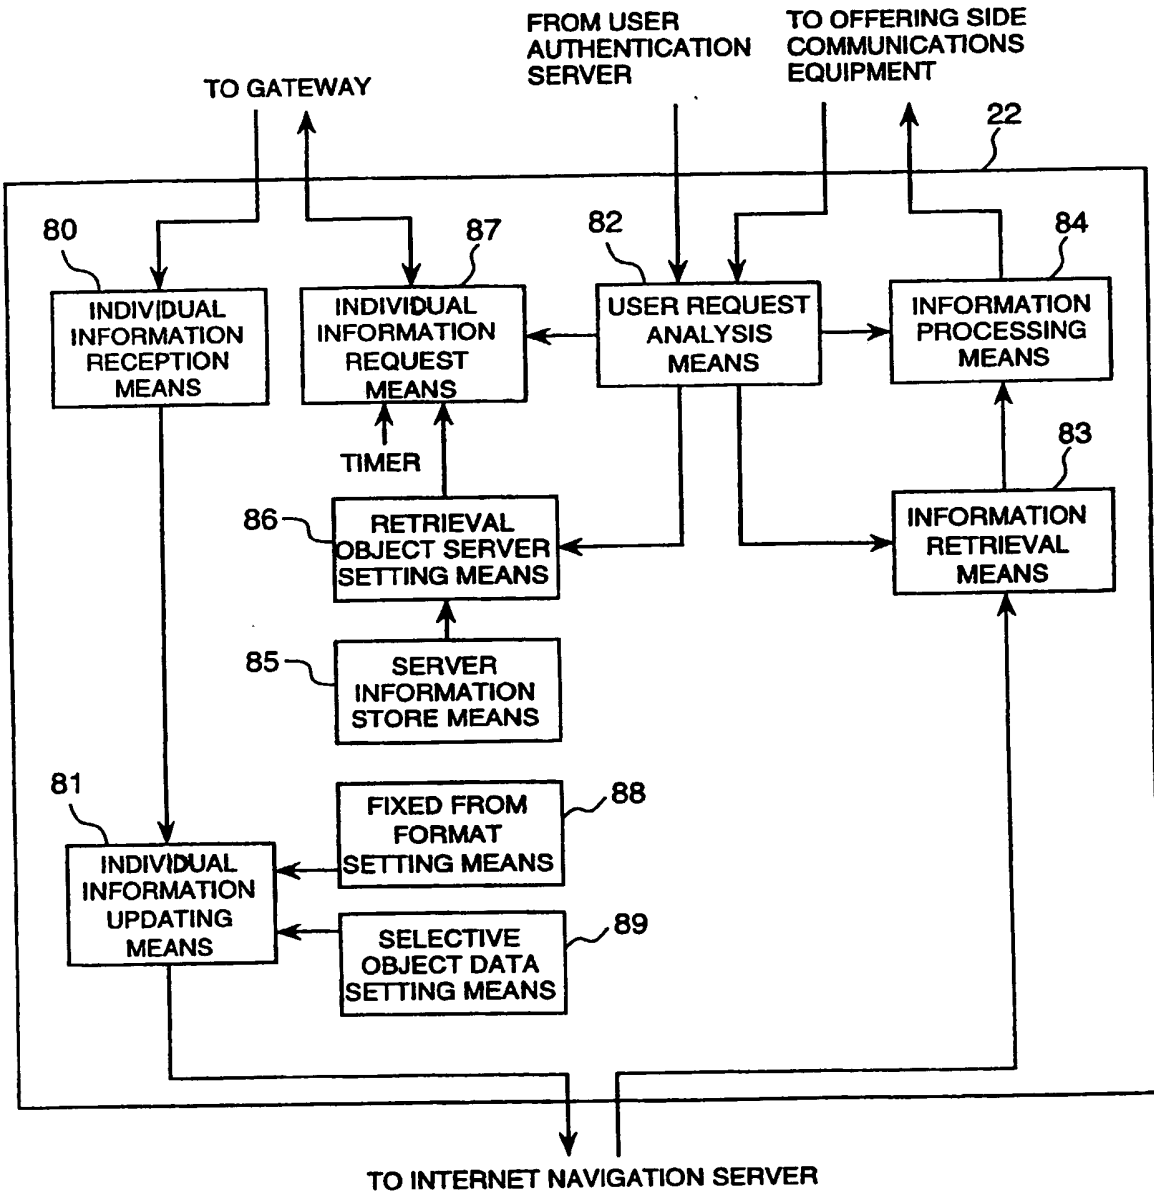 FROM USER
AUTHENTICATION
SERVER
TO OFFERING SIDE
COMMUNICATIONS
EQUIPMENT
TO GATEWAY
22
80
87
82
84
INDIVIDUAL
INFORMATION
RECEPTION
MEANS
INDIVIDUAL
INFORMATION
REQUEST
MEANS
USER REQUEST
ANALYSIS
MEANS
INFORMATION
PROCESSING
MEANS
TIMER
83
86
RETRIEVAL
OBJECT SERVER
SETTING MEANS
INFORMATION
RETRIEVAL
MEANS
85
SERVER
INFORMATION
STORE MEANS
81
88
FIXED FROM
FORMAT
SETTING MEANS
INDIVIDUAL
INFORMATION
UPDATING
MEANS
89
SELECTIVE
OBJECT DATA
SETTING MEANS
TO INTERNET NAVIGATION SERVER